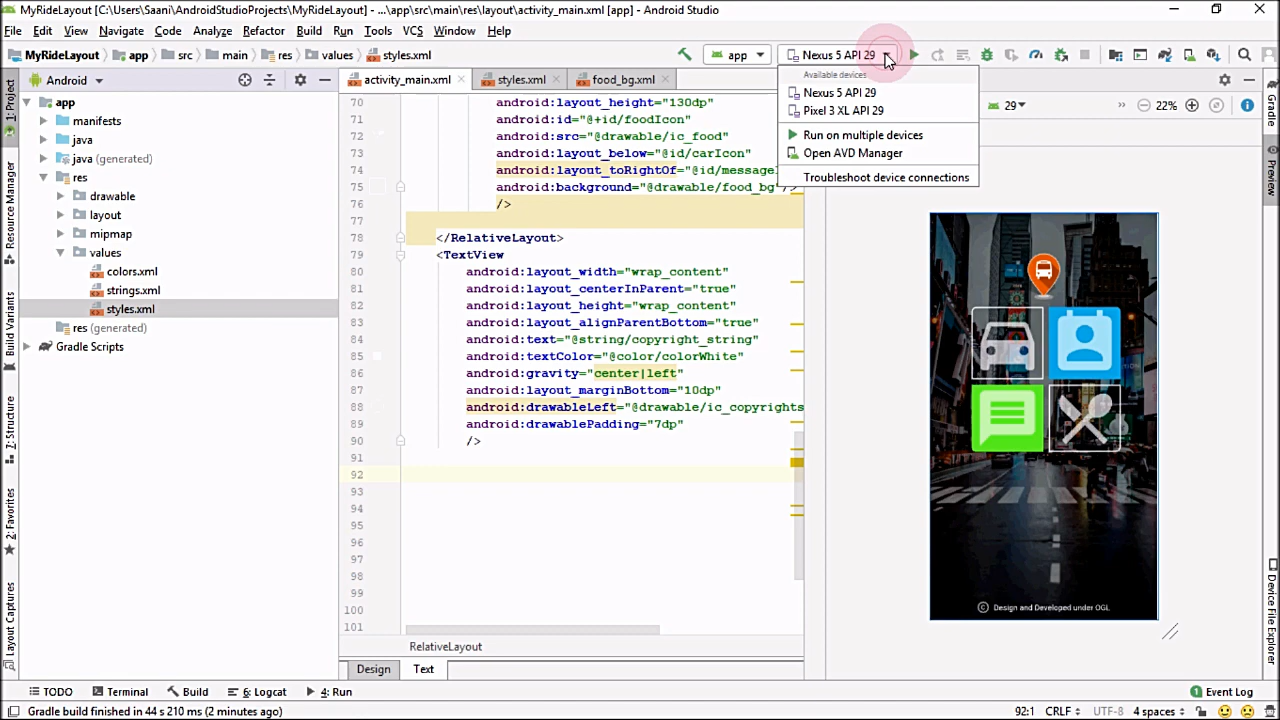 MyRideLayout [C:\Users\Saani\AndroidStudioProjects\MyRideLayout] - ...\app\src\main\res\layout\activity_main.xml [app] - Android Studio
File Edit View Navigate Code Analyze Refactor Build Run Tools VCS Window Help
MyRideLayout app src main res values styles.xml app Nexus 5 API 29
Android activity_main.xml styles.xml food_bg.xml
Available devices
Nexus 5 API 29
Pixel 3 XL API 29
Run on multiple devices
Open AVD Manager
Troubleshoot device connections
29 22%
1: Project
Resource Manager
Build Variants
Z: Structure
2: Favorites
Layout Captures
app
manifests
java
java (generated)
res
drawable
layout
mipmap
values
colors.xml
strings.xml
styles.xml
res (generated)
Gradle Scripts
70 android:layout_height="130dp"
71 android:id="@+id/foodIcon"
72 android:src="@drawable/ic_food"
73 android:layout_below="@id/carIcon"
74 android:layout_toRightOf="@id/messageI
75 android:background="@drawable/food_bg"/>
76 />
77
78 </RelativeLayout>
79 <TextView
80 android:layout_width="wrap_content"
81 android:layout_centerInParent="true"
82 android:layout_height="wrap_content"
83 android:layout_alignParentBottom="true"
84 android:text="@string/copyright_string"
85 android:textColor="@color/colorWhite"
86 android:gravity="center|left"
87 android:layout_marginBottom="10dp"
88 android:drawableLeft="@drawable/ic_copyrights
89 android:drawablePadding="7dp"
90 />
91
92
93
94
95
96
97
98
99
100
101
RelativeLayout
Design Text
© Design and Developed under OGL
Gradle
Preview
Device File Explorer
TODO Terminal Build 6: Logcat 4: Run 1 Event Log
Gradle build finished in 44 s 210 ms (2 minutes ago) 92:1 CRLF UTF-8 4 spaces